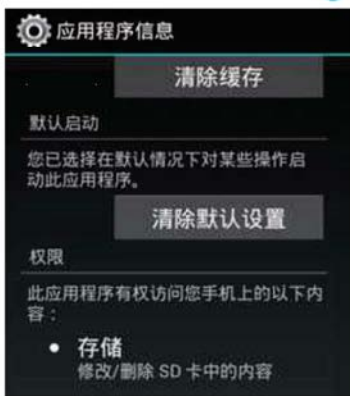 应用程序信息
清除缓存
默认启动
您已选择在默认情况下对某些操作启
动此应用程序。
清除默认设置
权限
此应用程序有权访问您手机上的以下内
容：
• 存储
修改/删除 SD 卡中的内容